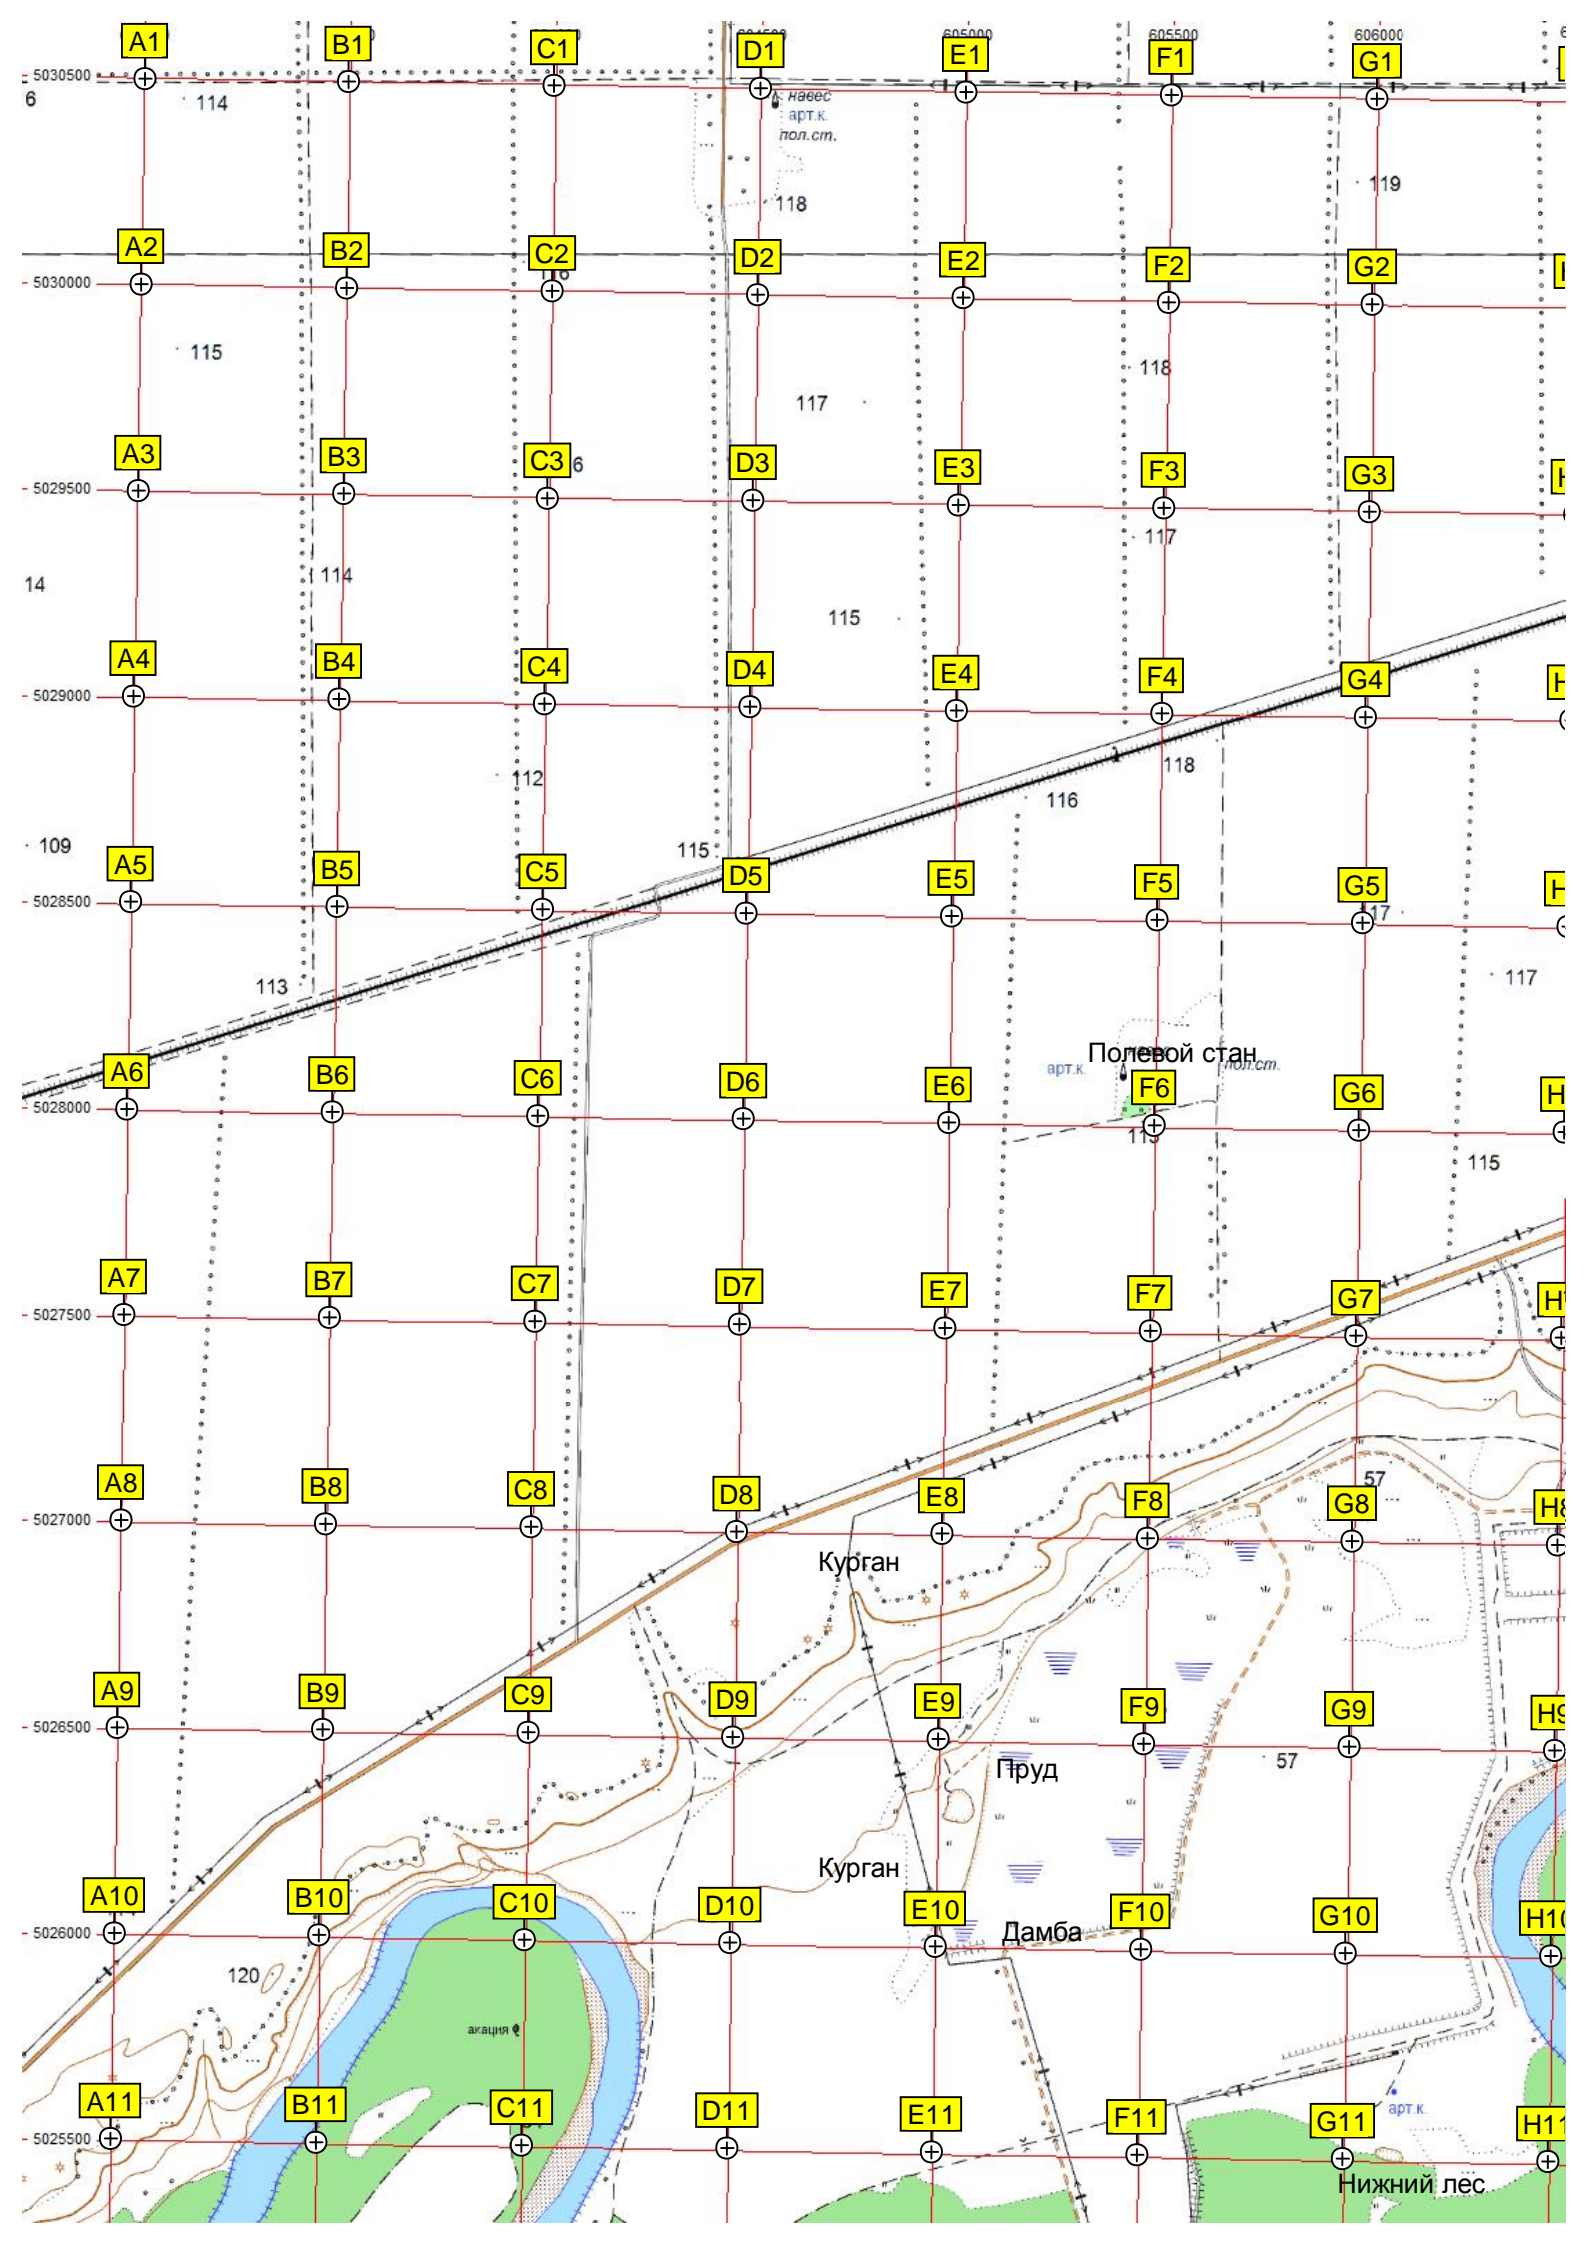 605000 605500 606000
A1 B1 C1 D1 E1 F1 G1
5030500
6 114
навес
арт.к.
пол.ст.
119
118
A2 B2 C2 D2 E2 F2 G2
5030000
115
118
117
A3 B3 C3 D3 E3 F3 G3
6
5029500
117
14 114
115
A4 B4 C4 D4 E4 F4 G4
5029000
112 118
116
109 115
A5 B5 C5 D5 E5 F5 G5
5028500
17
113 117
Полевой стан
арт.к. пол.ст.
A6 B6 C6 D6 E6 F6 G6
5028000
115
A7 B7 C7 D7 E7 F7 G7
5027500
57
A8 B8 C8 D8 E8 F8 G8 H8
5027000
Курган
A9 B9 C9 D9 E9 F9 G9 H9
5026500
Пруд 57
Курган
A10 B10 C10 D10 E10 F10 G10 H10
5026000
Дамба
120
акация
A11 B11 C11 D11 E11 F11 G11 H11
арт.к.
5025500
Нижний лес